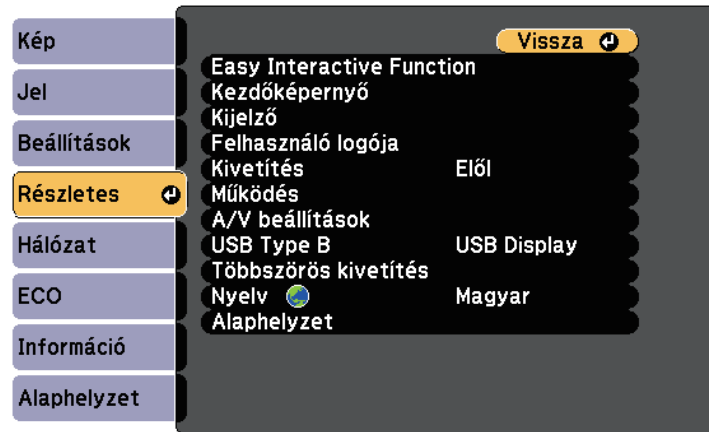 Kép
Jel
Beállítások
Részletes
Hálózat
ECO
Információ
Alaphelyzet
Vissza
Easy Interactive Function
Kezdőképernyő
Kijelző
Felhasználó logója
Kivetítés Elől
Működés
A/V beállítások
USB Type B USB Display
Többszörös kivetítés
Nyelv Magyar
Alaphelyzet